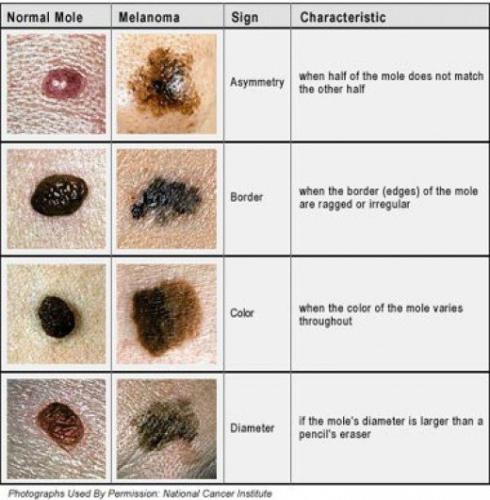 Normal Mole Melanoma Sign Characteristic
Asymmetry
when half of the mole does not match
the other half
Border
when the border (edges) of the mole
are ragged or irregular
Color
when the color of the mole varies
throughout
Diameter
if the mole's diameter is larger than a
pencil's eraser
Photographs Used By Permission: National Cancer Institute